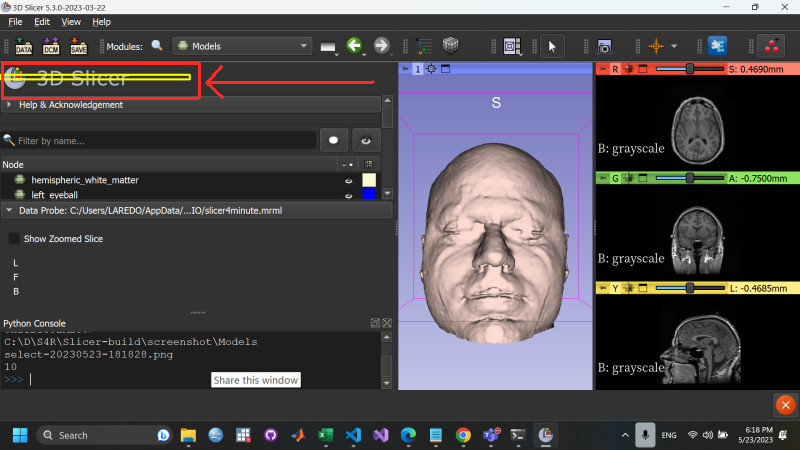 3D Slicer 5.3.0-2023-03-22
File Edit View Help
DATA DCM SAVE Modules: Models
3D Slicer
Help & Acknowledgement
Filter by name...
Node
hemispheric_white_matter
left_eyeball
Data Probe: C:/Users/LAREDO/AppData/...IO/slicer4minute.mrml
Show Zoomed Slice
L
F
B
Python Console
C:\D\S4R\Slicer-build\screenshot\Models
select-20230523-181828.png
10
>>>
Share this window
1
S
R S: 0.4690mm
B: grayscale
G A: -0.7500mm
B: grayscale
Y L: -0.4685mm
B: grayscale
Search
ENG
6:18 PM
5/23/2023